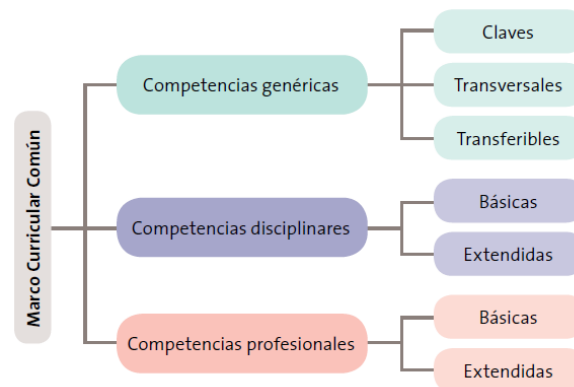 Marco Curricular Común
Competencias genéricas
Claves
Transversales
Transferibles
Competencias disciplinares
Básicas
Extendidas
Competencias profesionales
Básicas
Extendidas